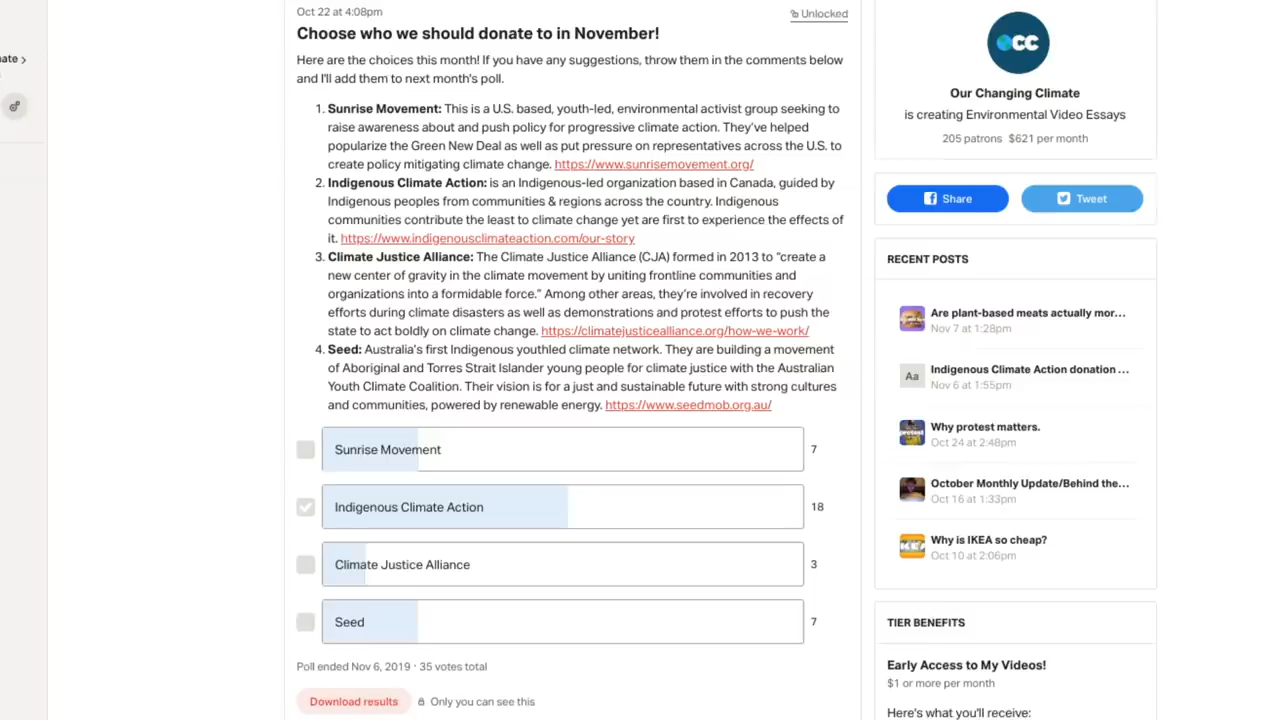 Oct 22 at 4:08pm
Unlocked
Choose who we should donate to in November!
Here are the choices this month! If you have any suggestions, throw them in the comments below
and I'll add them to next month's poll.
1. Sunrise Movement: This is a U.S. based, youth-led, environmental activist group seeking to
raise awareness about and push policy for progressive climate action. They've helped
popularize the Green New Deal as well as put pressure on representatives across the U.S. to
create policy mitigating climate change. https://www.sunrisemovement.org/
2. Indigenous Climate Action: is an Indigenous-led organization based in Canada, guided by
Indigenous peoples from communities & regions across the country. Indigenous
communities contribute the least to climate change yet are first to experience the effects of
it. https://www.indigenousclimateaction.com/our-story
3. Climate Justice Alliance: The Climate Justice Alliance (CJA) formed in 2013 to "create a
new center of gravity in the climate movement by uniting frontline communities and
organizations into a formidable force." Among other areas, they're involved in recovery
efforts during climate disasters as well as demonstrations and protest efforts to push the
state to act boldly on climate change. https://climatejusticealliance.org/how-we-work/
4. Seed: Australia's first Indigenous youthled climate network. They are building a movement
of Aboriginal and Torres Strait Islander young people for climate justice with the Australian
Youth Climate Coalition. Their vision is for a just and sustainable future with strong cultures
and communities, powered by renewable energy. https://www.seedmob.org.au/
Sunrise Movement 7
Indigenous Climate Action 18
Climate Justice Alliance 3
Seed 7
Poll ended Nov 6, 2019 · 35 votes total
Download results
Only you can see this
OCC
Our Changing Climate
is creating Environmental Video Essays
205 patrons $621 per month
Share
Tweet
RECENT POSTS
Are plant-based meats actually mor...
Nov 7 at 1:28pm
Aa
Indigenous Climate Action donation ...
Nov 6 at 1:55pm
Why protest matters.
Oct 24 at 2:48pm
October Monthly Update/Behind the...
Oct 16 at 1:33pm
Why is IKEA so cheap?
Oct 10 at 2:06pm
TIER BENEFITS
Early Access to My Videos!
$1 or more per month
Here's what you'll receive: